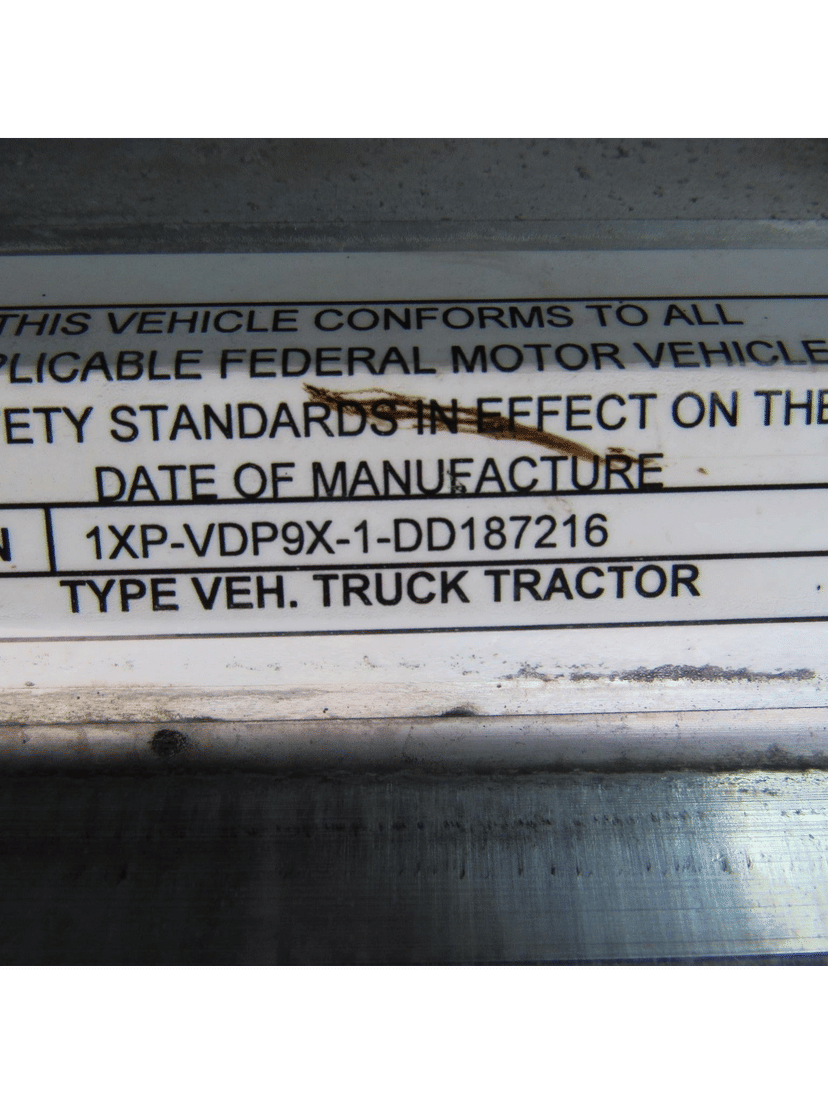 THIS VEHICLE CONFORMS TO ALL
PLICABLE FEDERAL MOTOR VEHICLE
ETY STANDARDS IN EFFECT ON THE
DATE OF MANUFACTURE
N 1XP-VDP9X-1-DD187216
TYPE VEH. TRUCK TRACTOR